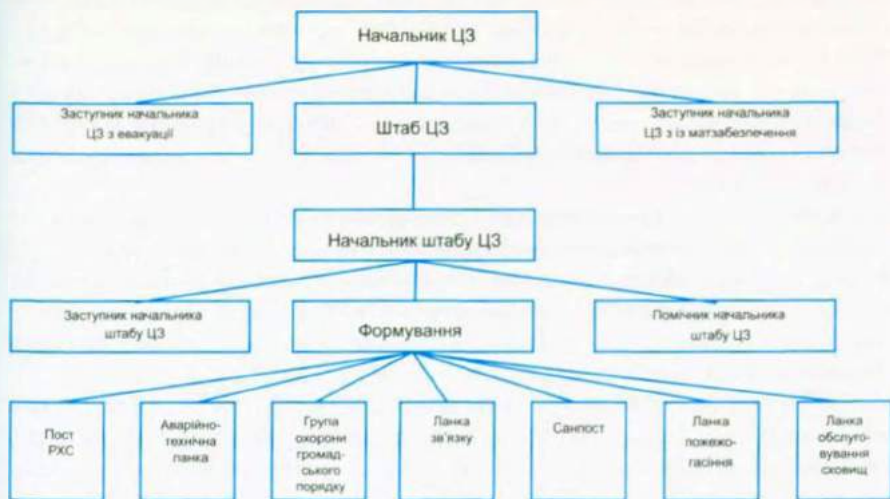 Начальник ЦЗ
Заступник начальника
ЦЗ з евакуації
Штаб ЦЗ
Заступник начальника
ЦЗ з із матзабезпечення
Начальник штабу ЦЗ
Заступник начальника
штабу ЦЗ
Формування
Помічник начальника
штабу ЦЗ
Пост
РХС
Аварійно-
технічна
ланка
Група
охорони
громад-
ського
порядку
Ланка
зв'язку
Санпост
Ланка
пожежо-
гасіння
Ланка
обслуго-
вування
сховищ